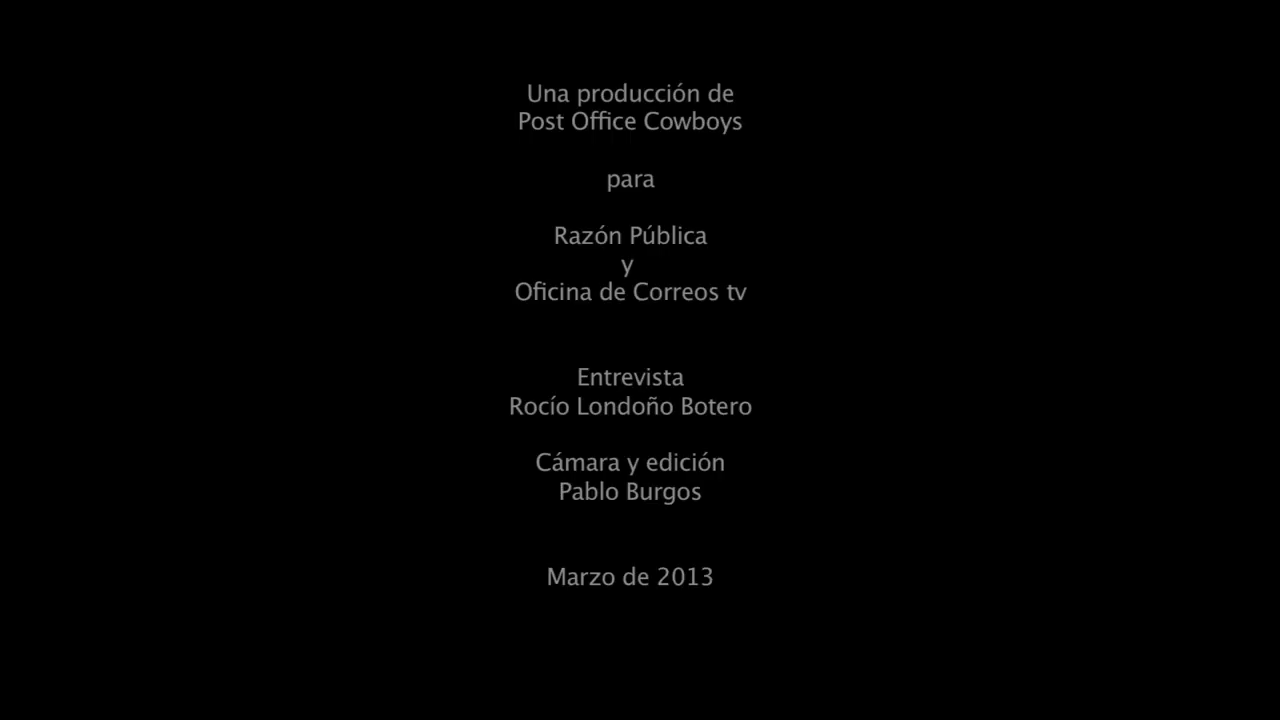 Una producción de
Post Office Cowboys
para
Razón Pública
y
Oficina de Correos tv
Entrevista
Rocío Londoño Botero
Cámara y edición
Pablo Burgos
Marzo de 2013